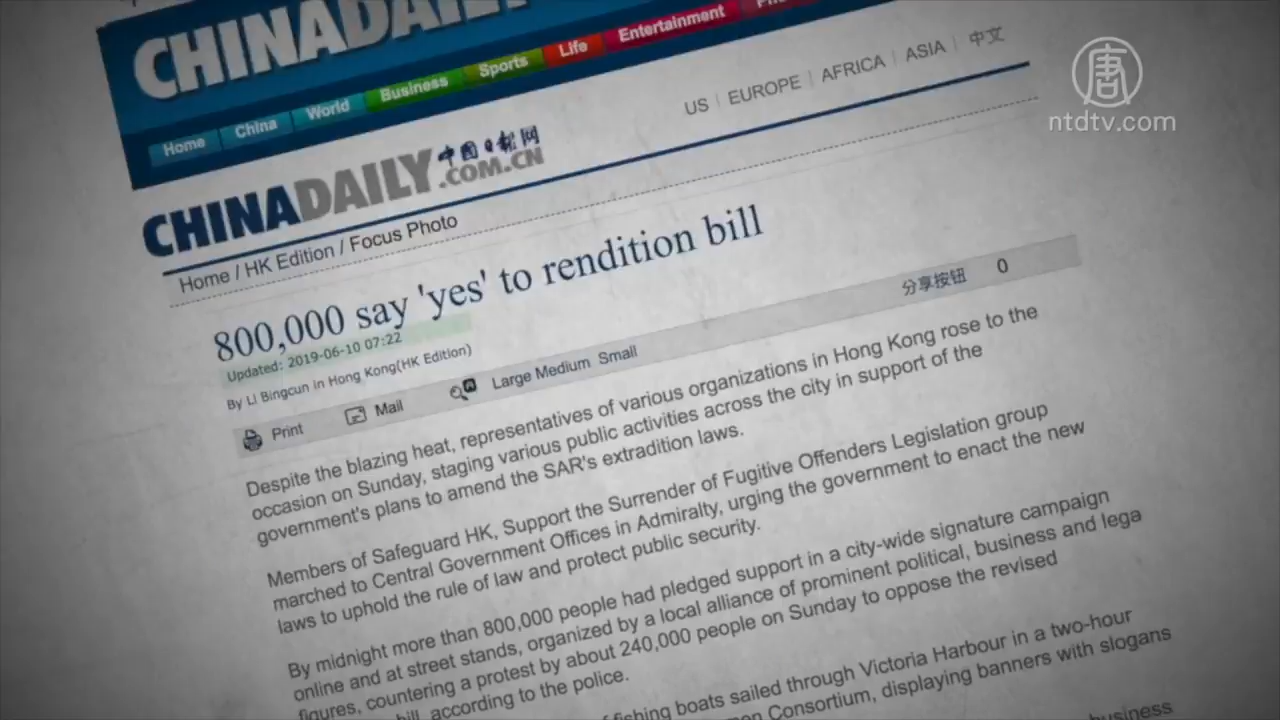 CHINADAILY
Home China World Business Sports Life Entertainment
US | EUROPE | AFRICA | ASIA | 中文
唐
ntdtv.com
CHINADAILY 中国日报网
.COM.CN
Home / HK Edition / Focus Photo
800,000 say 'yes' to rendition bill
Updated: 2019-06-10 07:22
By Li Bingcun in Hong Kong(HK Edition)
Print Mail Large Medium Small 分享按钮 0
Despite the blazing heat, representatives of various organizations in Hong Kong rose to the
occasion on Sunday, staging various public activities across the city in support of the
government's plans to amend the SAR's extradition laws.
Members of Safeguard HK, Support the Surrender of Fugitive Offenders Legislation group
marched to Central Government Offices in Admiralty, urging the government to enact the new
laws to uphold the rule of law and protect public security.
By midnight more than 800,000 people had pledged support in a city-wide signature campaign
online and at street stands, organized by a local alliance of prominent political, business and lega
figures, countering a protest by about 240,000 people on Sunday to oppose the revised
bill, according to the police.
fishing boats sailed through Victoria Harbour in a two-hour
Consortium, displaying banners with slogans
business